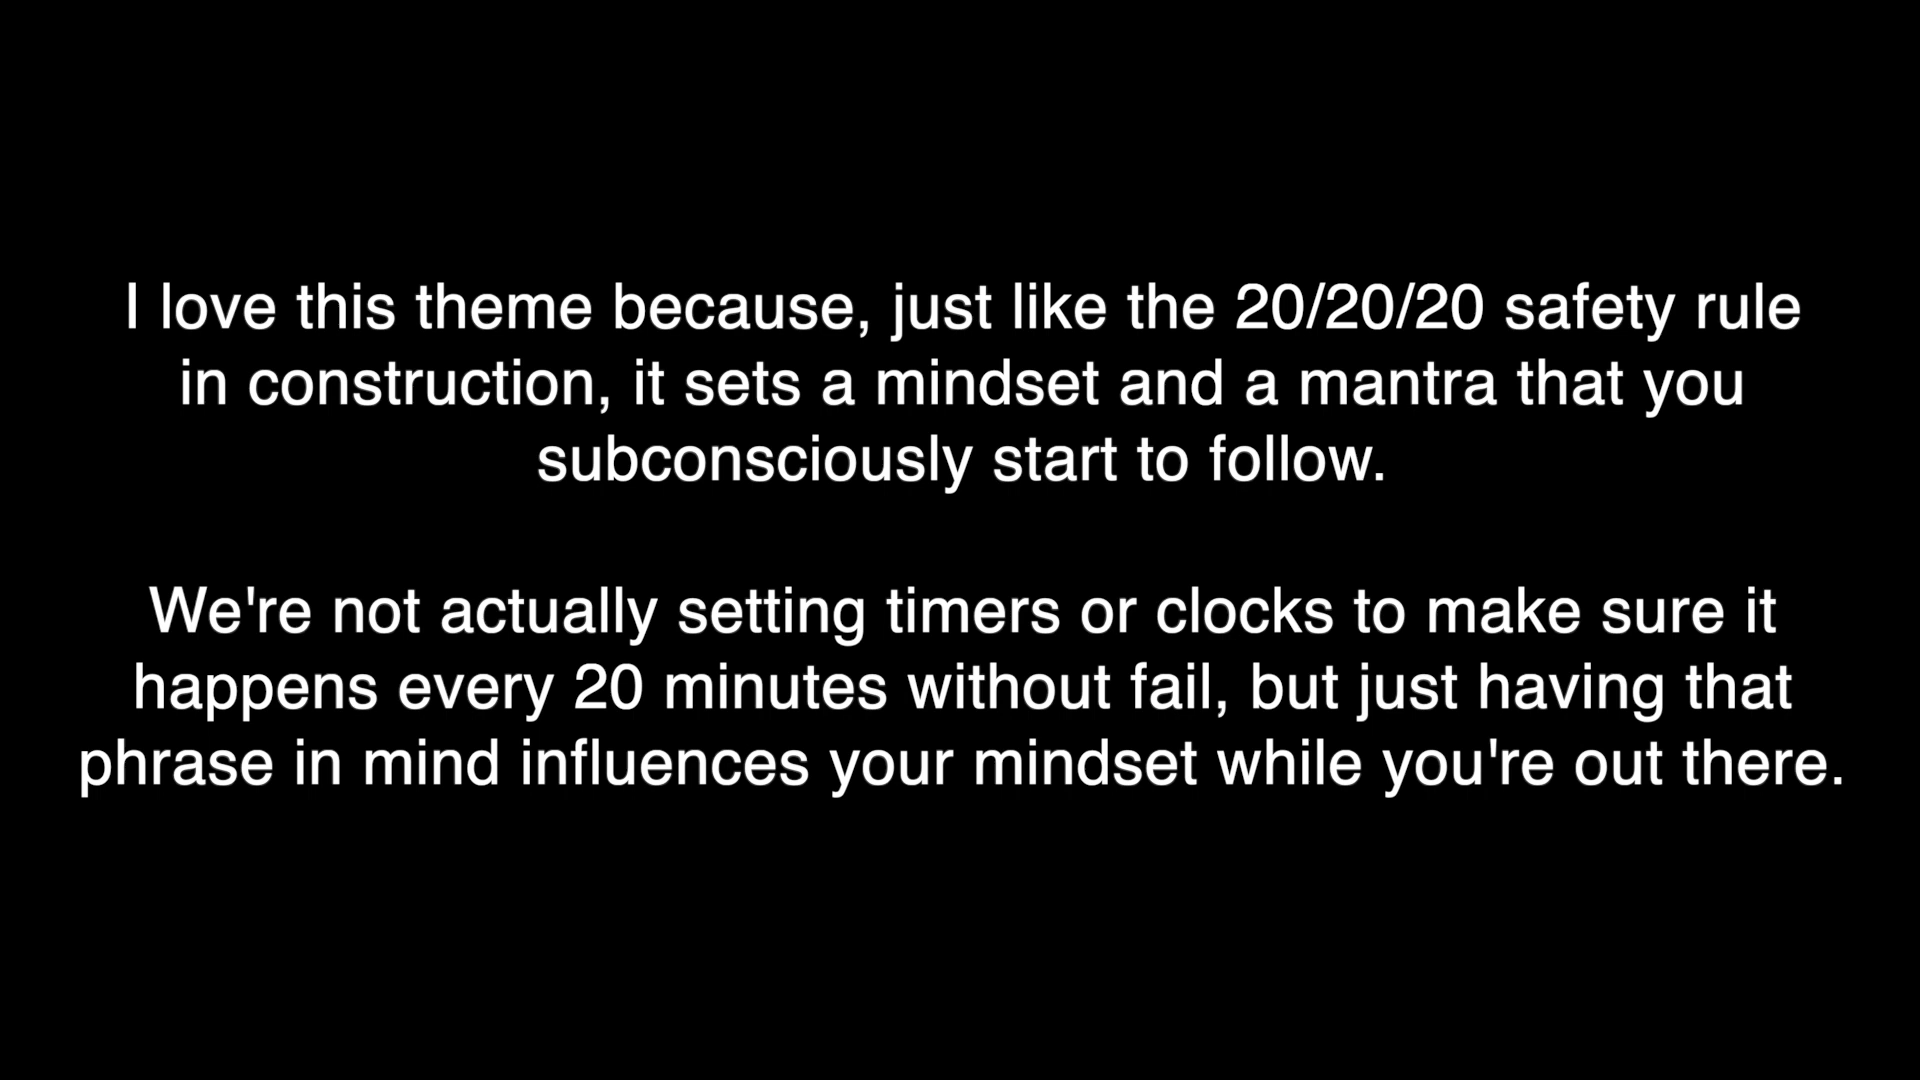 I love this theme because, just like the 20/20/20 safety rule
in construction, it sets a mindset and a mantra that you
subconsciously start to follow.
We're not actually setting timers or clocks to make sure it
happens every 20 minutes without fail, but just having that
phrase in mind influences your mindset while you're out there.